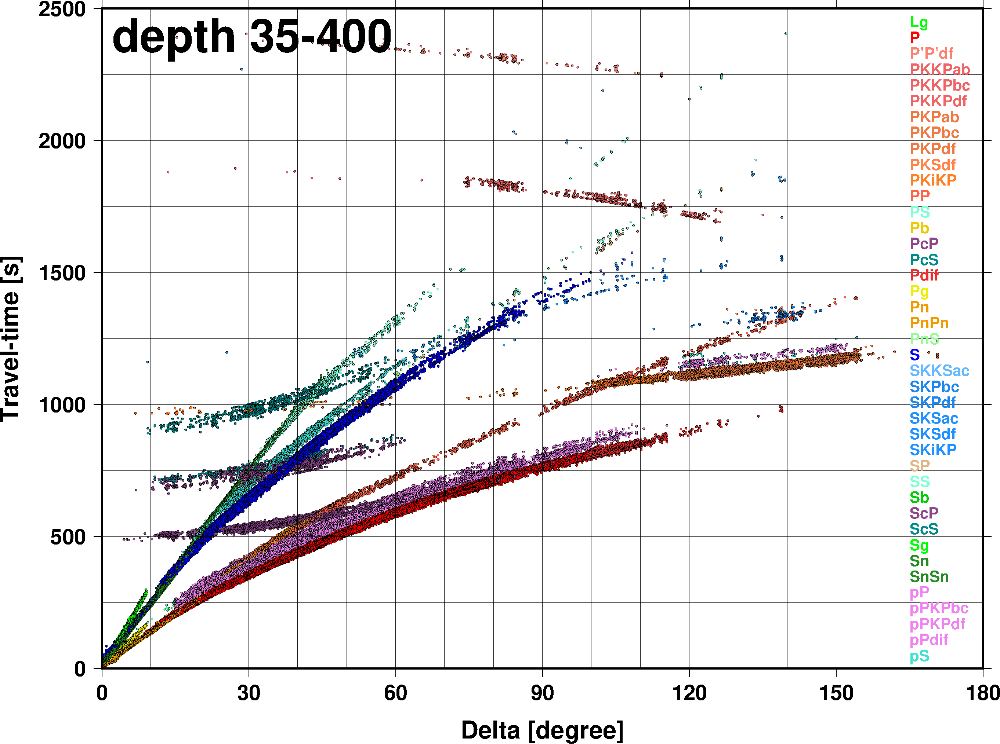 depth 35-400
2500
2000
1500
1000
500
0
Travel-time [s]
0 30 60 90 120 150 180
Delta [degree]
Lg
P
P'P'df
PKKPab
PKKPbc
PKKPdf
PKPab
PKPbc
PKPdf
PKSdf
PKiKP
PP
PS
Pb
PcP
PcS
Pdif
Pg
Pn
PnPn
PnS
S
SKKSac
SKPbc
SKPdf
SKSac
SKSdf
SKiKP
SP
SS
Sb
ScP
ScS
Sg
Sn
SnSn
pP
pPKPbc
pPKPdf
pPdif
pS